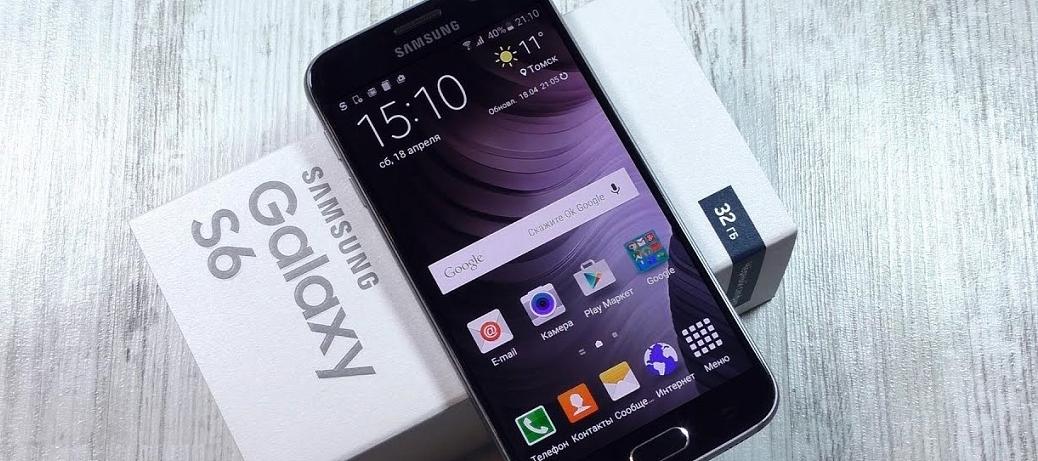 SAMSUNG
40% 21:10
11°
Томск
Обновл. 18.04 21:05
S
15:10
сб, 18 апреля
Google
Скажите Ok Google
E-mail
Камера
Play Маркет
Google
Телефон
Контакты
Сообще...
Интернет
Меню
SAMSUNG
Galaxy
S6
32 ГБ